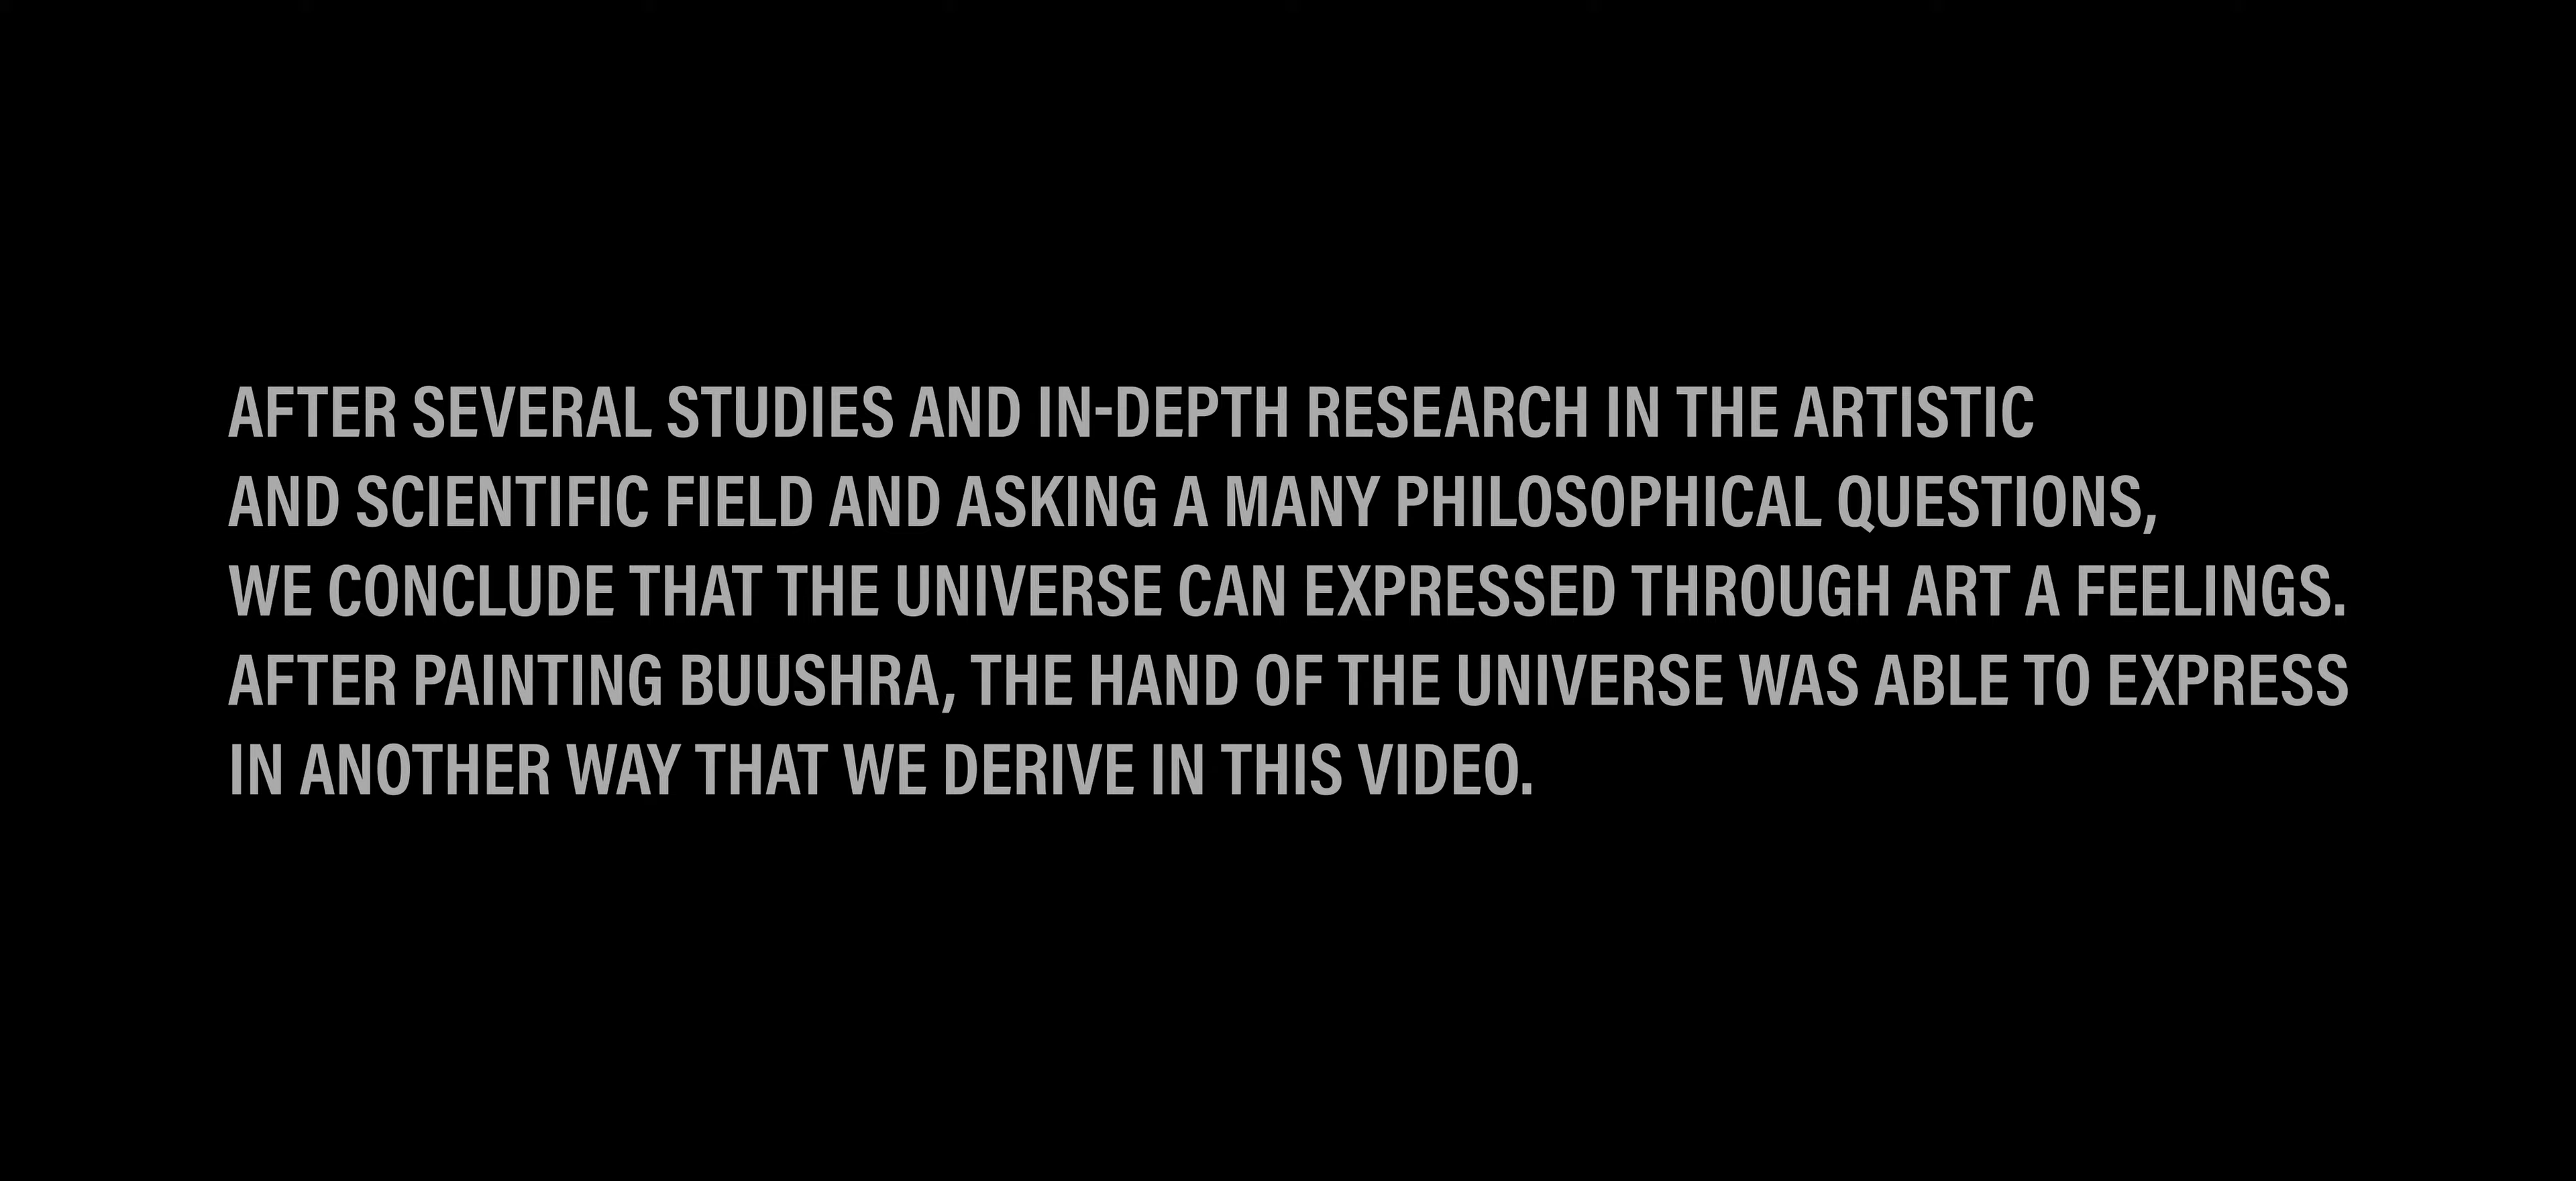 AFTER SEVERAL STUDIES AND IN-DEPTH RESEARCH IN THE ARTISTIC
AND SCIENTIFIC FIELD AND ASKING A MANY PHILOSOPHICAL QUESTIONS,
WE CONCLUDE THAT THE UNIVERSE CAN EXPRESSED THROUGH ART A FEELINGS.
AFTER PAINTING BUUSHRA, THE HAND OF THE UNIVERSE WAS ABLE TO EXPRESS
IN ANOTHER WAY THAT WE DERIVE IN THIS VIDEO.